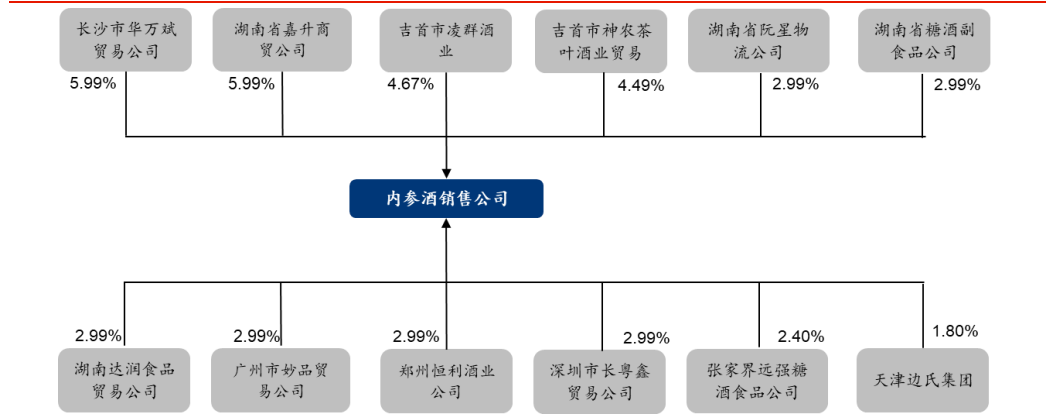 长沙市华万斌
贸易公司
湖南省嘉升商
贸公司
吉首市凌群酒
业
吉首市神农茶
叶酒业贸易
湖南省阮星物
流公司
湖南省糖酒副
食品公司
5.99%
5.99%
4.67%
4.49%
2.99%
2.99%
内参酒销售公司
2.99%
2.99%
2.99%
2.99%
2.40%
1.80%
湖南达润食品
贸易公司
广州市妙品贸
易公司
郑州恒利酒业
公司
深圳市长粤鑫
贸易公司
张家界远强糖
酒食品公司
天津边氏集团